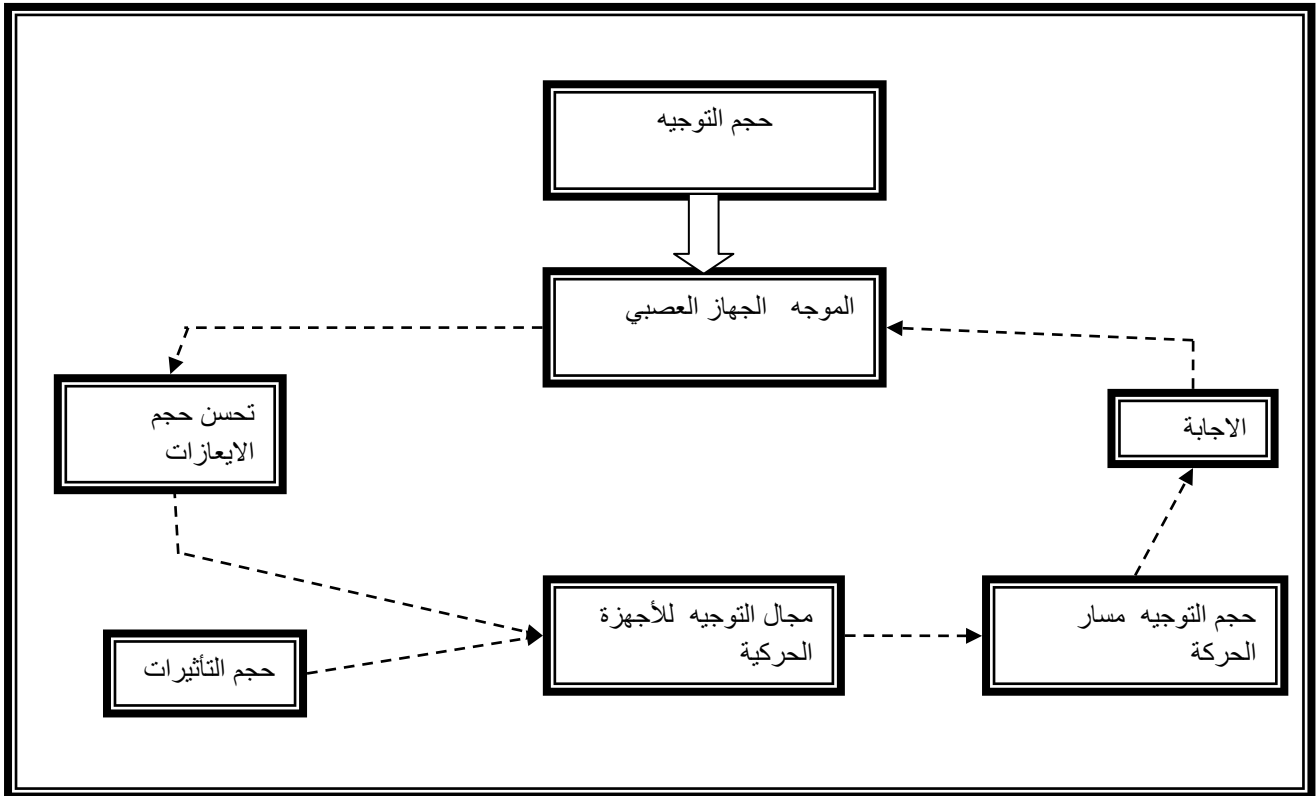 حجم التوجيه
الموجه الجهاز العصبي
تحسن حجم
الايعازات
الاجابة
مجال التوجيه للأجهزة
الحركية
حجم التوجيه مسار
الحركة
حجم التأثيرات